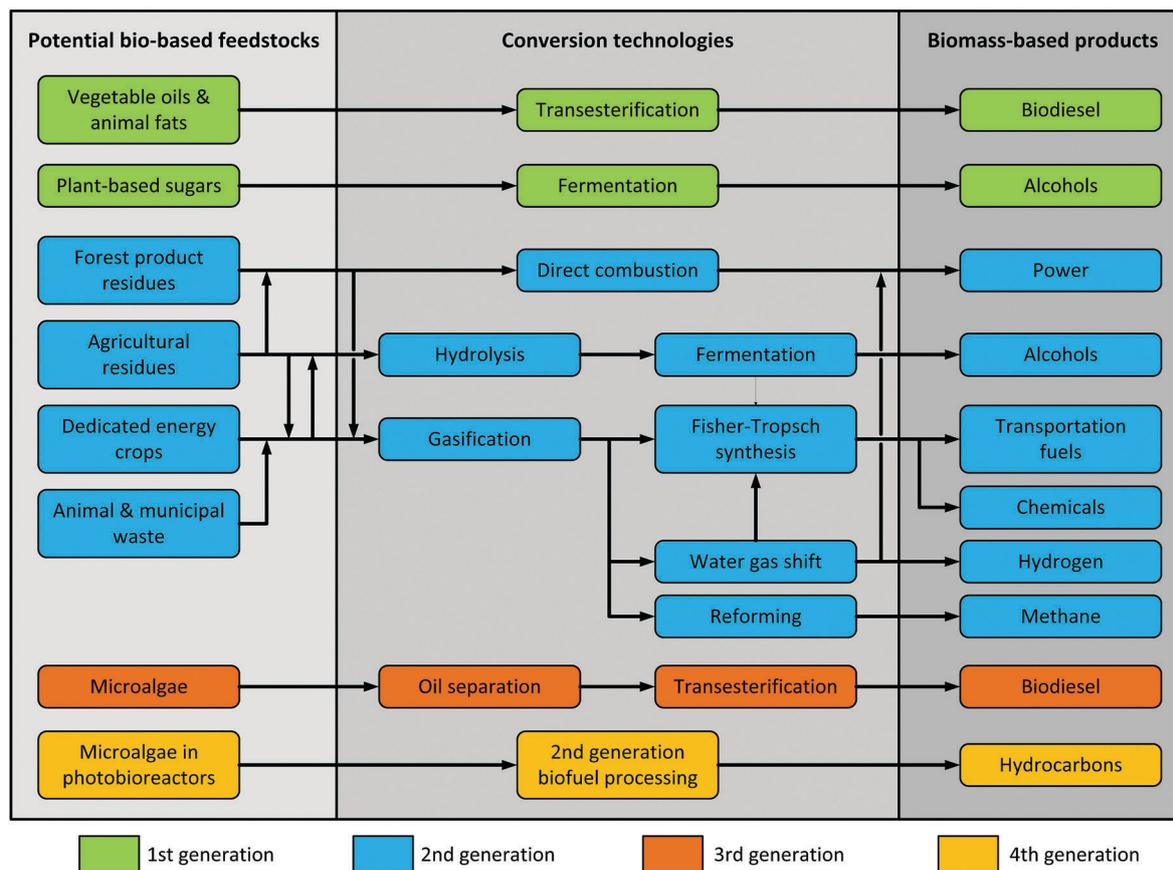 Potential bio-based feedstocks
Conversion technologies
Biomass-based products
Vegetable oils &
animal fats
Transesterification
Biodiesel
Plant-based sugars
Fermentation
Alcohols
Forest product
residues
Direct combustion
Power
Agricultural
residues
Hydrolysis
Fermentation
Alcohols
Dedicated energy
crops
Gasification
Fisher-Tropsch
synthesis
Transportation
fuels
Chemicals
Animal & municipal
waste
Water gas shift
Hydrogen
Reforming
Methane
Microalgae
Oil separation
Transesterification
Biodiesel
Microalgae in
photobioreactors
2nd generation
biofuel processing
Hydrocarbons
1st generation
2nd generation
3rd generation
4th generation